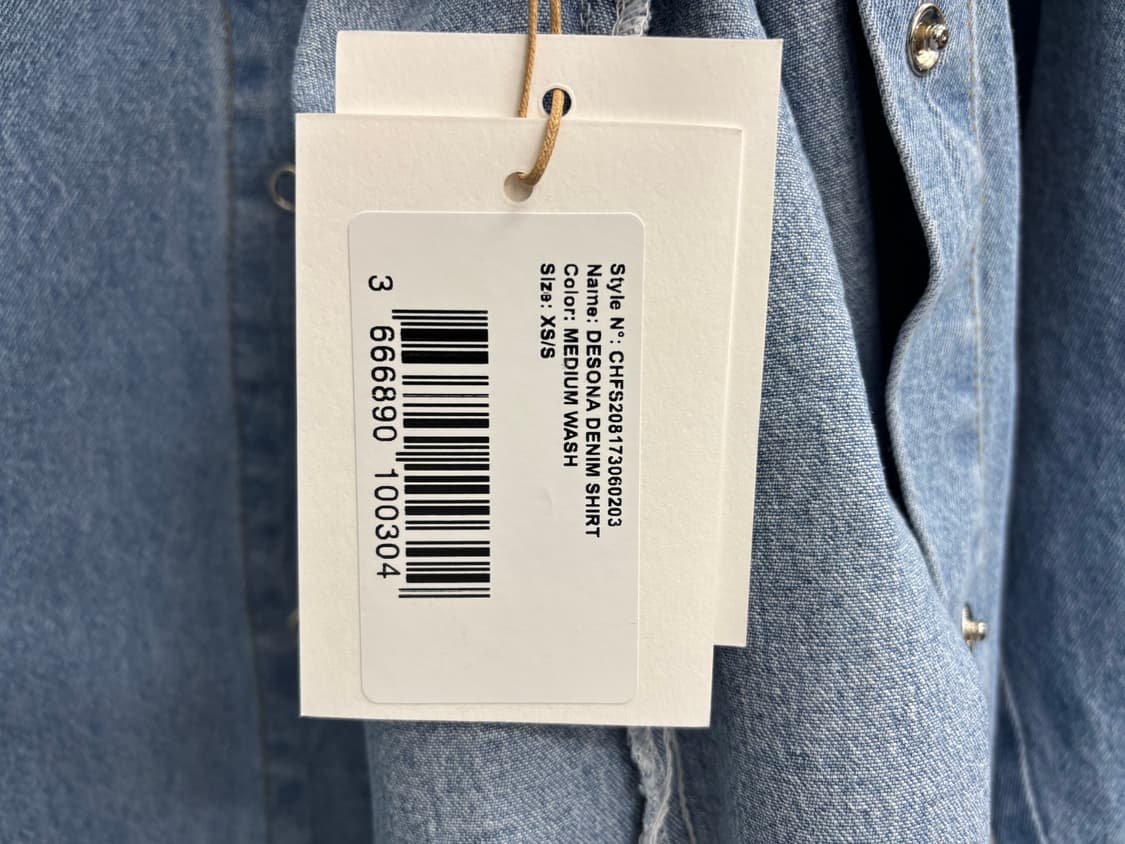 Style N°: CHFS208173060203
Name: DESONA DENIM SHIRT
Color: MEDIUM WASH
Size: XS/S
3 666890 100304